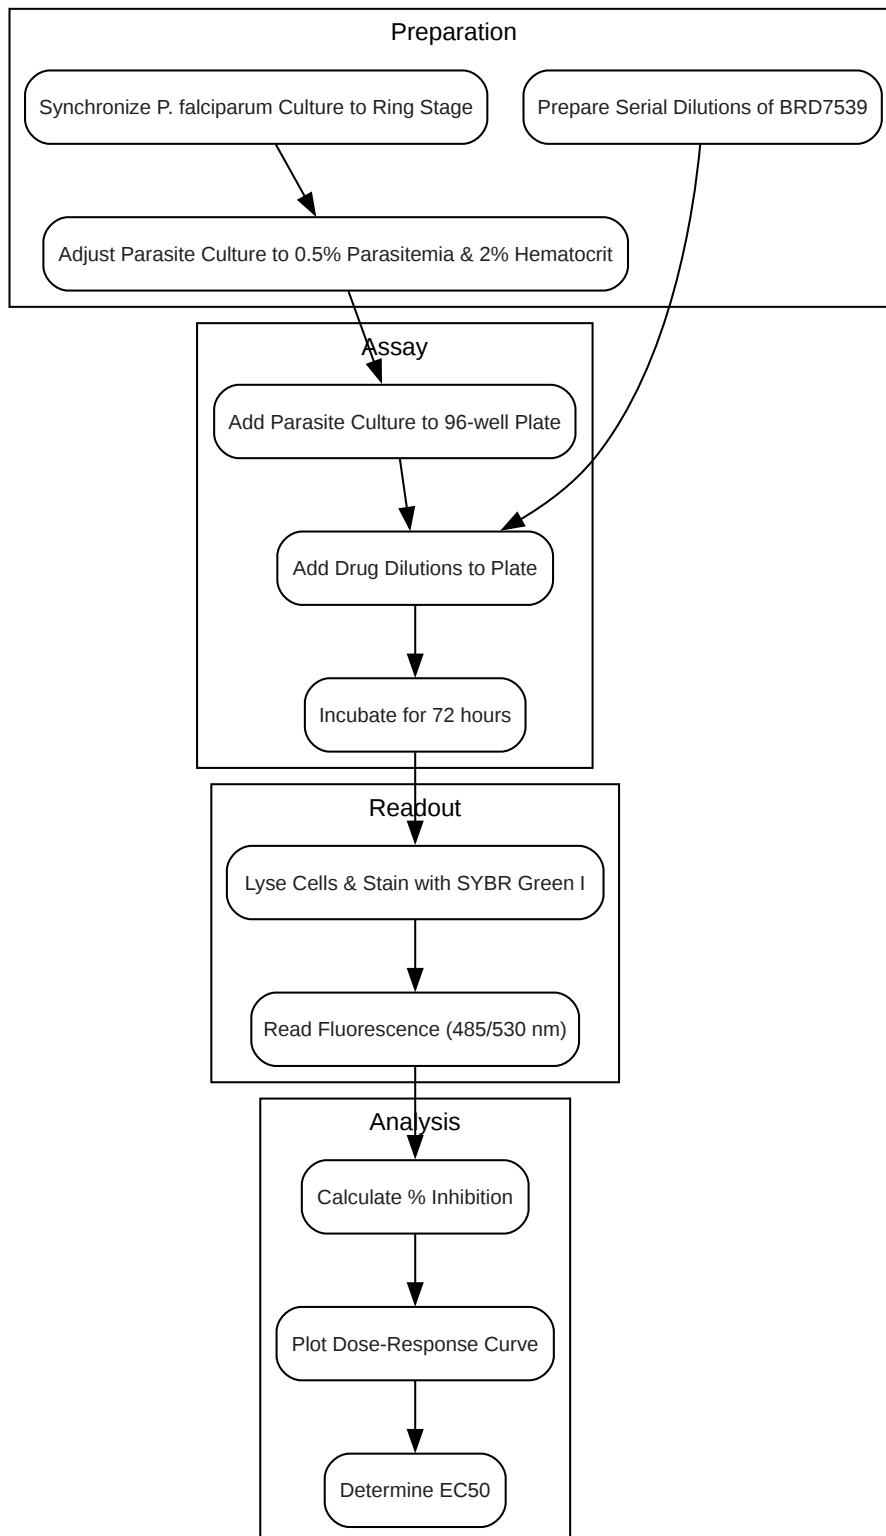 Preparation
Synchronize P. falciparum Culture to Ring Stage
Prepare Serial Dilutions of BRD7539
Adjust Parasite Culture to 0.5% Parasitemia & 2% Hematocrit
Assay
Add Parasite Culture to 96-well Plate
Add Drug Dilutions to Plate
Incubate for 72 hours
Readout
Lyse Cells & Stain with SYBR Green I
Read Fluorescence (485/530 nm)
Analysis
Calculate % Inhibition
Plot Dose-Response Curve
Determine EC50